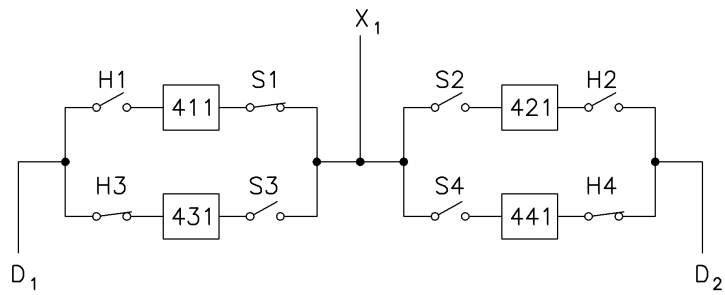 X₁
H1 S1 S2 H2
411 421
H3 S3 S4 H4
431 441
D₁ D₂